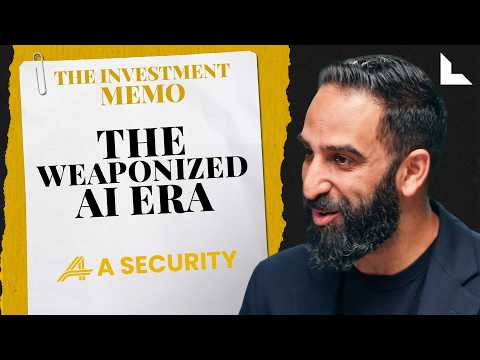 THE INVESTMENT
MEMO
THE
WEAPONIZED
AI ERA
A SECURITY